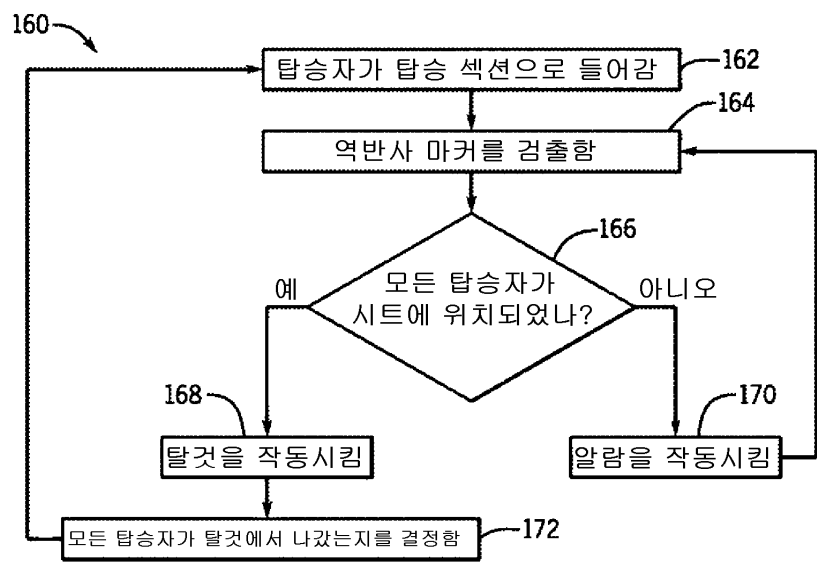 160
탑승자가 탑승 섹션으로 들어감
162
164
역반사 마커를 검출함
166
모든 탑승자가
시트에 위치되었나?
예
아니오
168
170
탈것을 작동시킴
알람을 작동시킴
모든 탑승자가 탈것에서 나갔는지를 결정함
172